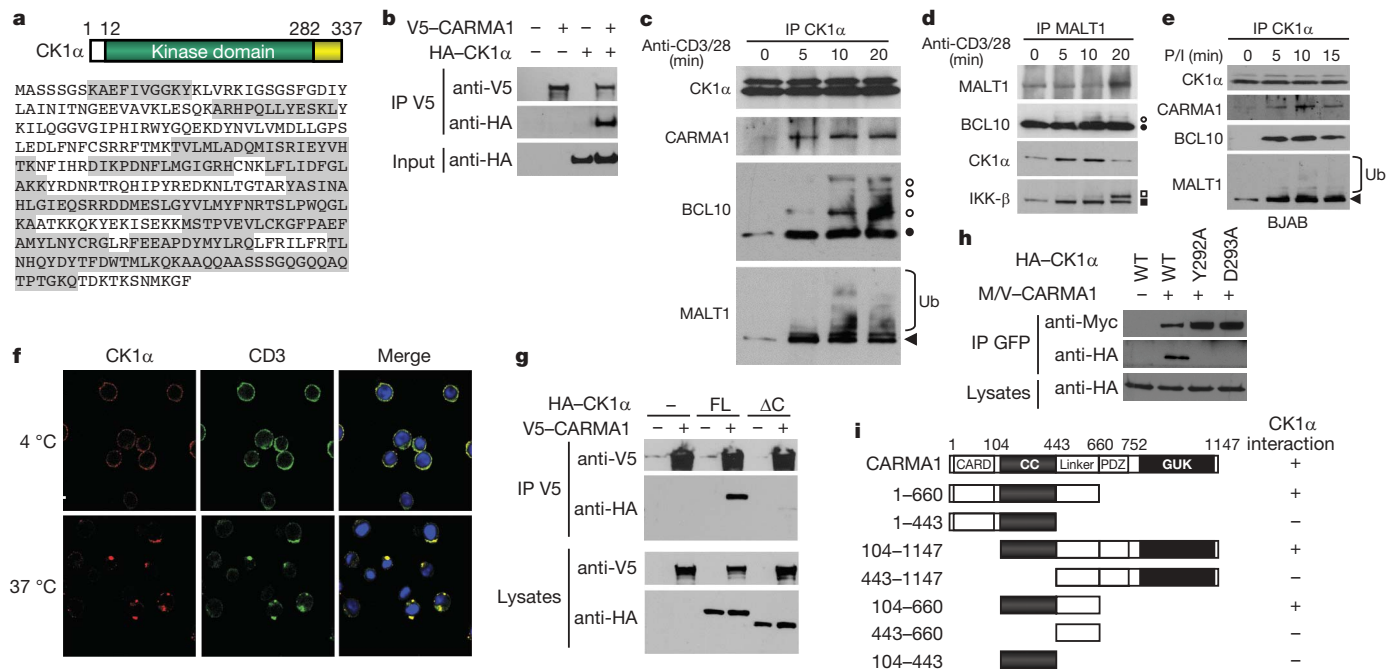 a
1 12 282 337
CK1α Kinase domain
MASSSGSKAEFIVGGKYKLVRKIGSGSFGDIY
LAINITNGEEVAVKLESQKARHPQLLYESKLY
KILQGGVGIPHIRWYGQEKDYNVLVMDLLGPS
LEDLFNFCSRRFTMKTVLMLADQMISRIEYVH
TKNFIHRDIKPDNFLMGIGRHCNKLFLIDFGL
AKKYRDNRTRQHIPYREDKNLTGTARYASINA
HLGIEQSRRDDMESLGYVLMYFNRTSLPWQGL
KAATKKQKYEKISEKKMSTPVEVLCKGFPAEF
AMYLNYCRGLRFEEAPDYMYLRQLFRILFRTL
NHQYDYTFDWTMLKQKAAQQAASSSGQGQQAQ
TPTGKQTDKTKSNMKGF
b
V5–CARMA1 – + – +
HA–CK1α – – + +
IP V5
anti-V5
anti-HA
Input anti-HA
c
IP CK1α
Anti-CD3/28 (min) 0 5 10 20
CK1α
CARMA1
BCL10
MALT1
Ub
d
IP MALT1
Anti-CD3/28 (min) 0 5 10 20
MALT1
BCL10
CK1α
IKK-β
e
IP CK1α
P/I (min) 0 5 10 15
CK1α
CARMA1
BCL10
MALT1
Ub
BJAB
f
CK1α CD3 Merge
4 °C
37 °C
g
HA–CK1α – FL ΔC
V5–CARMA1 – + – + – +
IP V5
anti-V5
anti-HA
Lysates
anti-V5
anti-HA
h
HA–CK1α WT WT Y292A D293A
M/V–CARMA1 – + + +
IP GFP
anti-Myc
anti-HA
Lysates anti-HA
i
CK1α interaction
1 104 443 660 752 1147
CARMA1 CARD CC Linker PDZ GUK +
1–660 +
1–443 –
104–1147 +
443–1147 –
104–660 +
443–660 –
104–443 –